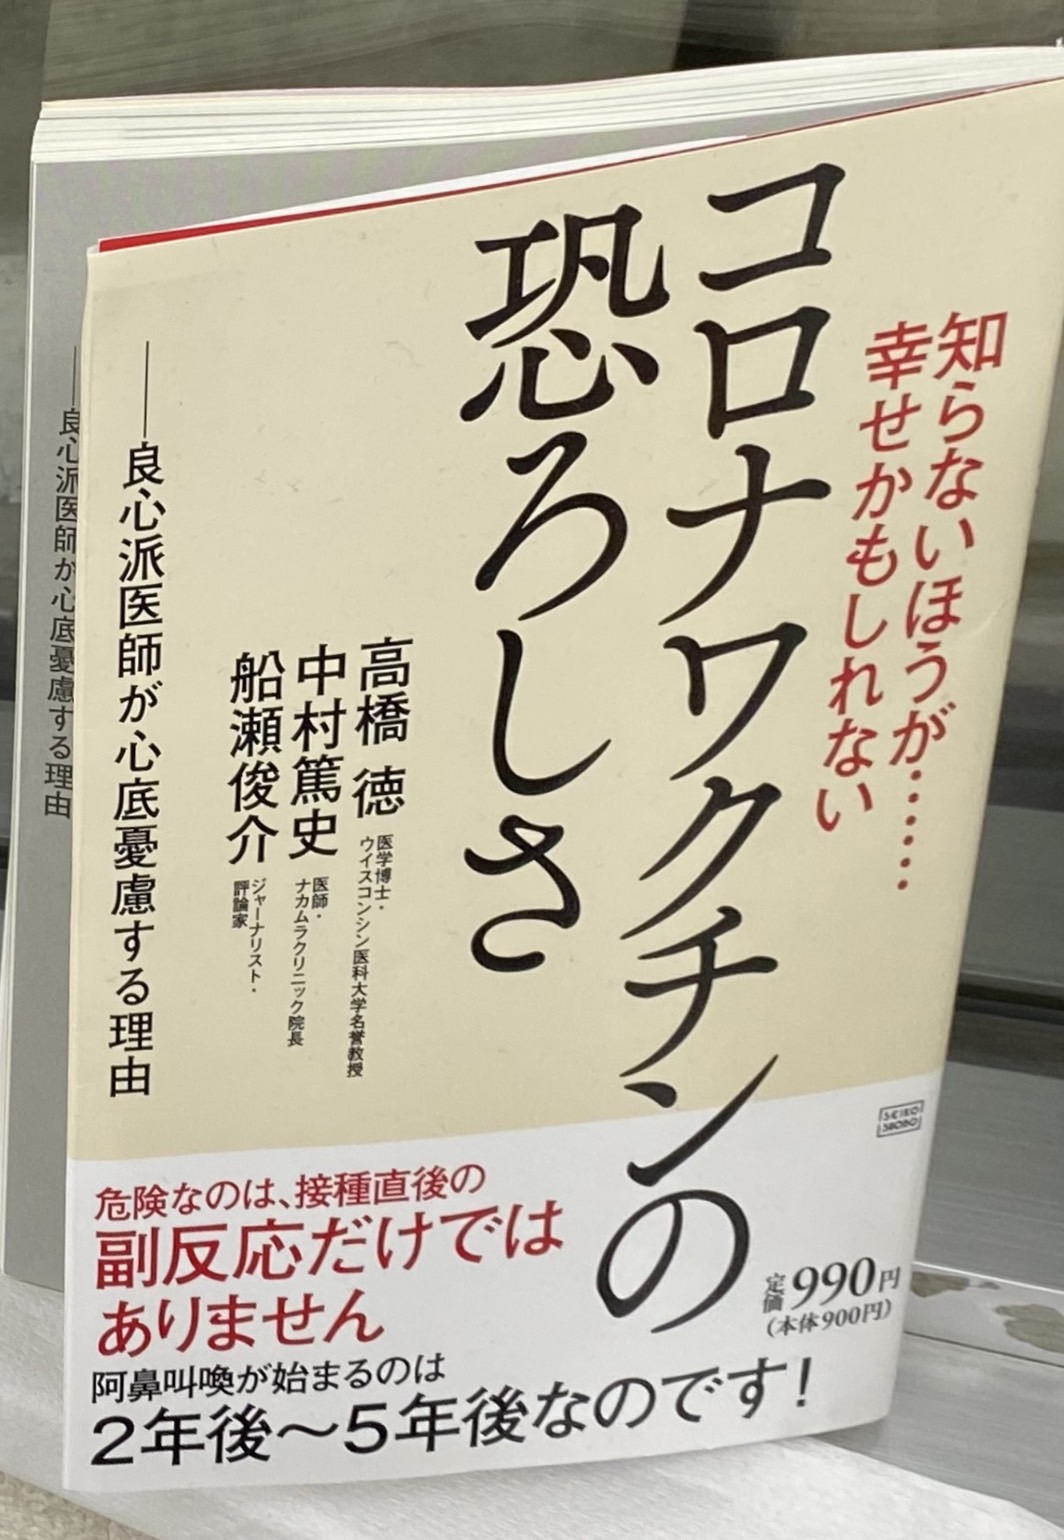 知らないほうが……
幸せかもしれない
コロナワクチンの
恐ろしさ
高橋 徳
医学博士・
ウイスコンシン医科大学名誉教授
中村篤史
医師・
ナカムラクリニック院長
船瀬俊介
ジャーナリスト・
評論家
──良心派医師が心底憂慮する理由
──良心派医師が心底憂慮する理由
SEIKO
SHOBO
危険なのは、接種直後の
副反応だけでは
ありません
阿鼻叫喚が始まるのは
2年後〜5年後なのです!
定価990円
(本体900円)